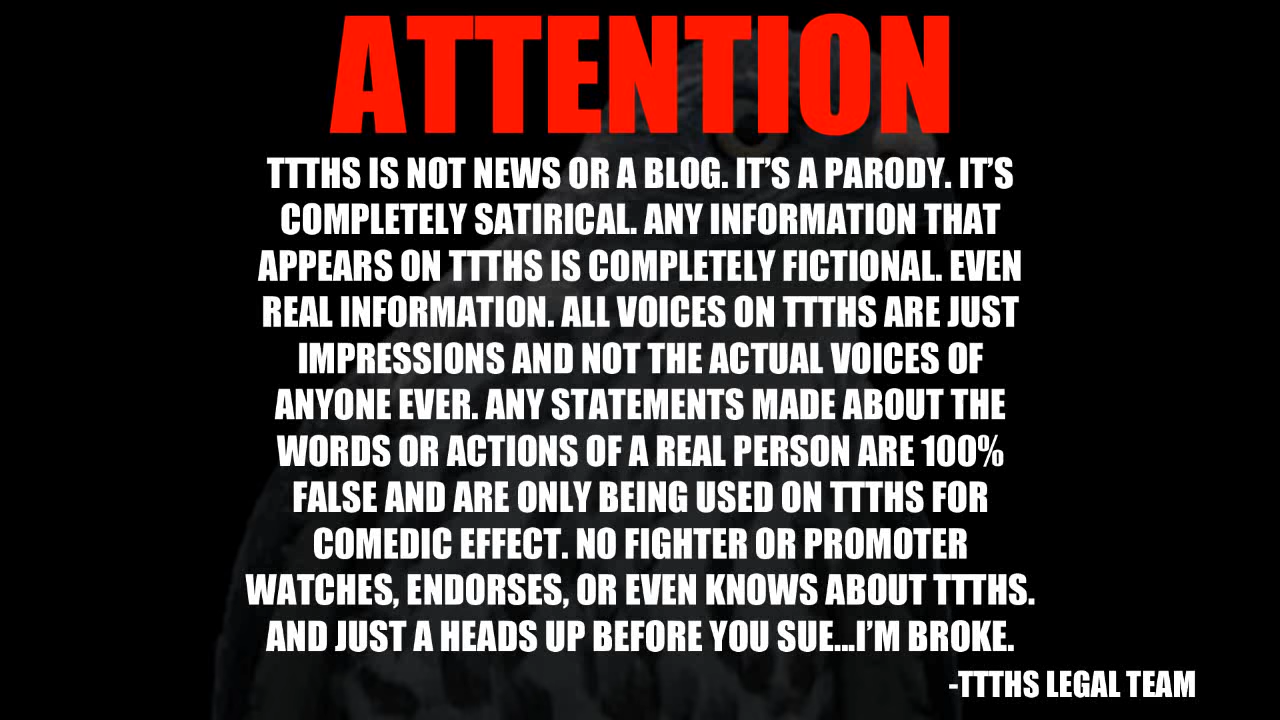 ATTENTION
TTTHS IS NOT NEWS OR A BLOG. IT'S A PARODY. IT'S
COMPLETELY SATIRICAL. ANY INFORMATION THAT
APPEARS ON TTTHS IS COMPLETELY FICTIONAL. EVEN
REAL INFORMATION. ALL VOICES ON TTTHS ARE JUST
IMPRESSIONS AND NOT THE ACTUAL VOICES OF
ANYONE EVER. ANY STATEMENTS MADE ABOUT THE
WORDS OR ACTIONS OF A REAL PERSON ARE 100%
FALSE AND ARE ONLY BEING USED ON TTTHS FOR
COMEDIC EFFECT. NO FIGHTER OR PROMOTER
WATCHES, ENDORSES, OR EVEN KNOWS ABOUT TTTHS.
AND JUST A HEADS UP BEFORE YOU SUE...I'M BROKE.
-TTTHS LEGAL TEAM